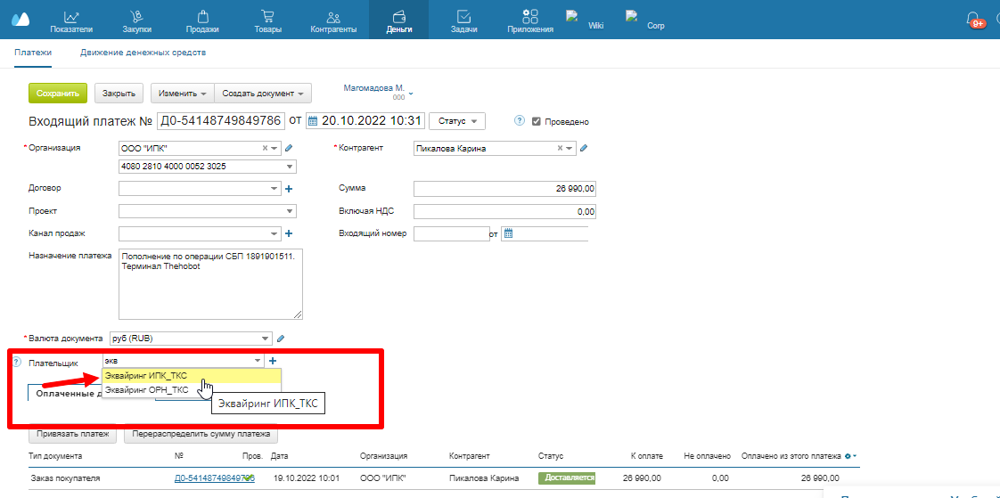 Показатели Закупки Продажи Товары Контрагенты Деньги Задачи Приложения Wiki Corp 9+
Платежи Движение денежных средств
Сохранить Закрыть Изменить Создать документ Магомадова М.
000
Входящий платеж № Д0-54148749849786 от 20.10.2022 10:31 Статус ? Проведено
* Организация ООО "ИПК" * Контрагент Пикалова Карина
4080 2810 4000 0052 3025
Договор Сумма 26 990,00
Проект Включая НДС 0,00
Канал продаж Входящий номер от
Назначение платежа Пополнение по операции СБП 1891901511.
Терминал Thehobot
* Валюта документа руб (RUB)
? Плательщик экв
Эквайринг ИПК_ТКС
Эквайринг ОРН_ТКС
Оплаченные д
Эквайринг ИПК_ТКС
Привязать платеж Перераспределить сумму платежа
Тип документа № Пров. Дата Организация Контрагент Статус К оплате Не оплачено Оплачено из этого платежа
Заказ покупателя Д0-54148749849786 19.10.2022 10:01 ООО "ИПК" Пикалова Карина Доставляется 26 990,00 0,00 26 990,00